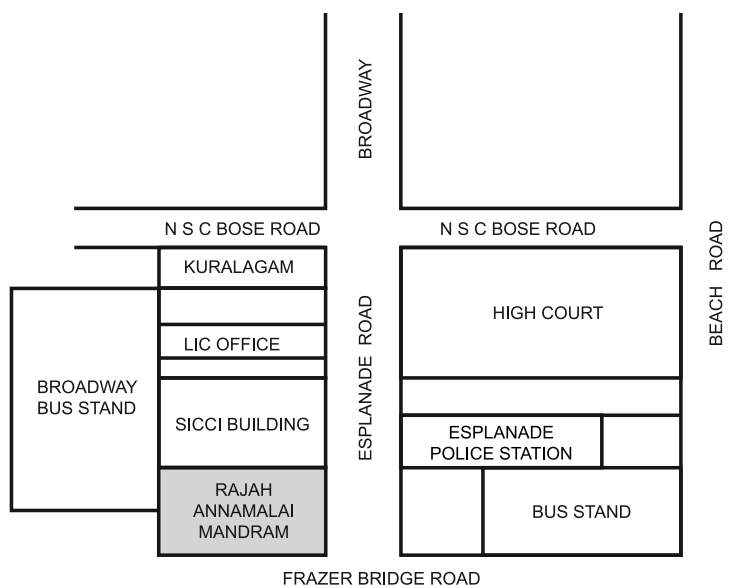 BROADWAY
N S C BOSE ROAD
N S C BOSE ROAD
BEACH ROAD
KURALAGAM
LIC OFFICE
BROADWAY
BUS STAND
SICCI BUILDING
RAJAH
ANNAMALAI
MANDRAM
ESPLANADE ROAD
HIGH COURT
ESPLANADE
POLICE STATION
BUS STAND
FRAZER BRIDGE ROAD